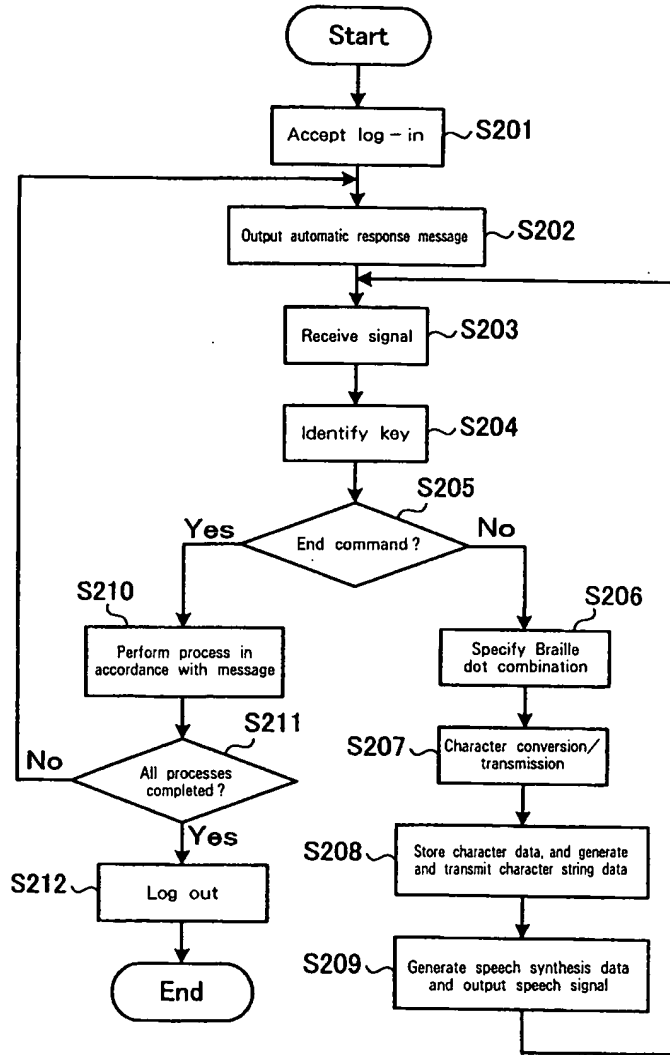 Start
Accept log-in
S201
Output automatic response message
S202
Receive signal
S203
Identify key
S204
S205
End command?
Yes
No
S210
Perform process in
accordance with message
S206
Specify Braille
dot combination
S211
All processes
completed?
No
Yes
S207
Character conversion/
transmission
S208
Store character data, and generate
and transmit character string data
S212
Log out
S209
Generate speech synthesis data
and output speech signal
End